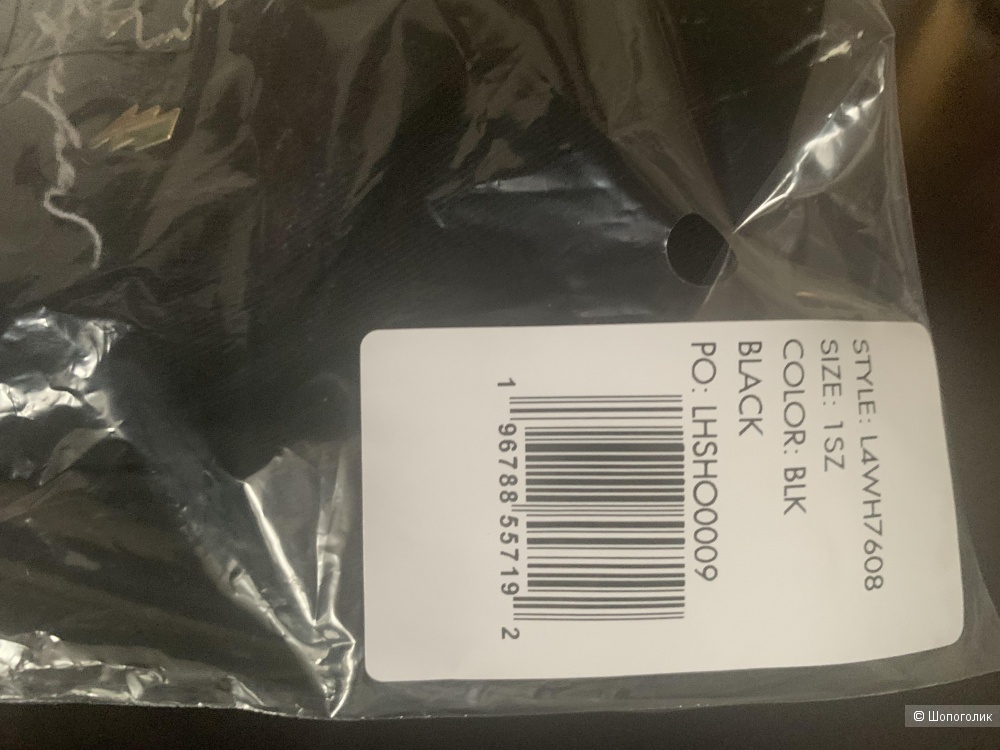 STYLE: L4WH7608
SIZE: 1SZ
COLOR: BLK
BLACK
PO: LHSHO0009
1 96788 55719 2
© Шопоголик